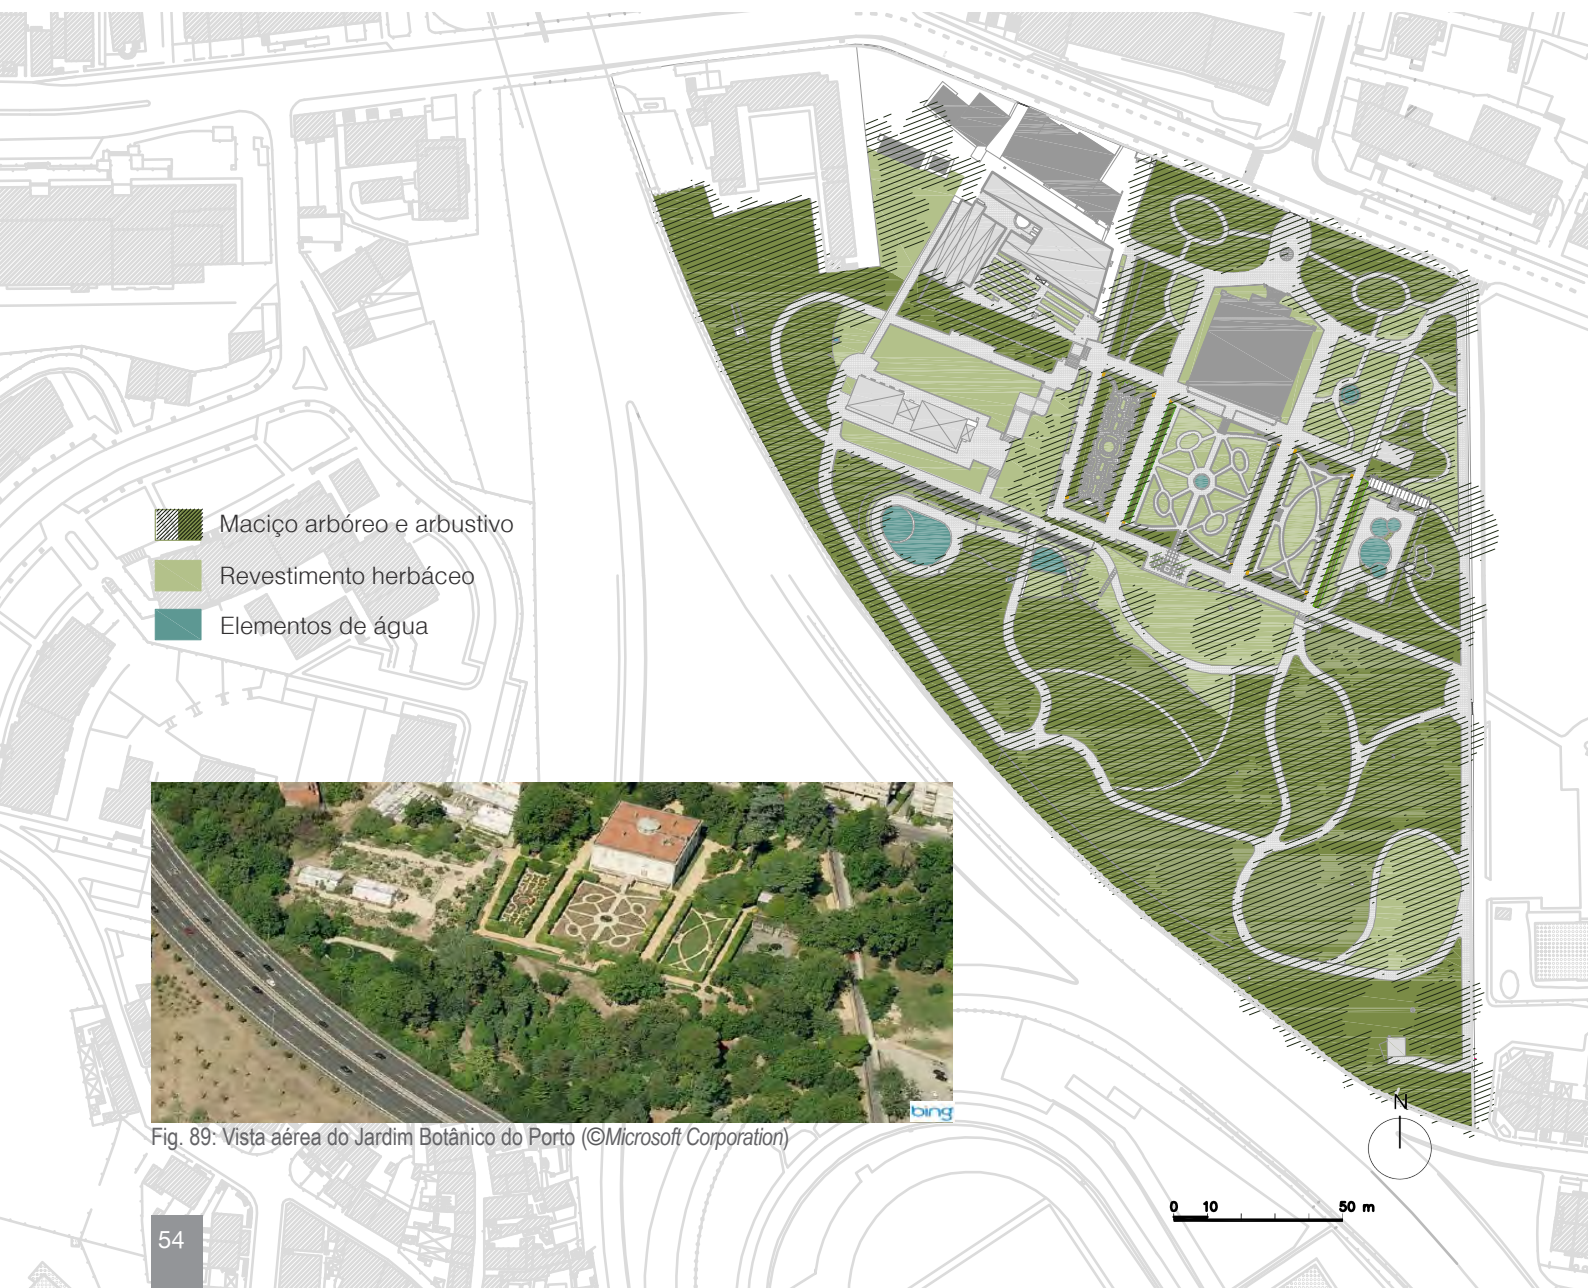 Maciço arbóreo e arbustivo
Revestimento herbáceo
Elementos de água
bing
Fig. 89: Vista aérea do Jardim Botânico do Porto (©Microsoft Corporation)
N
0 10 50 m
54